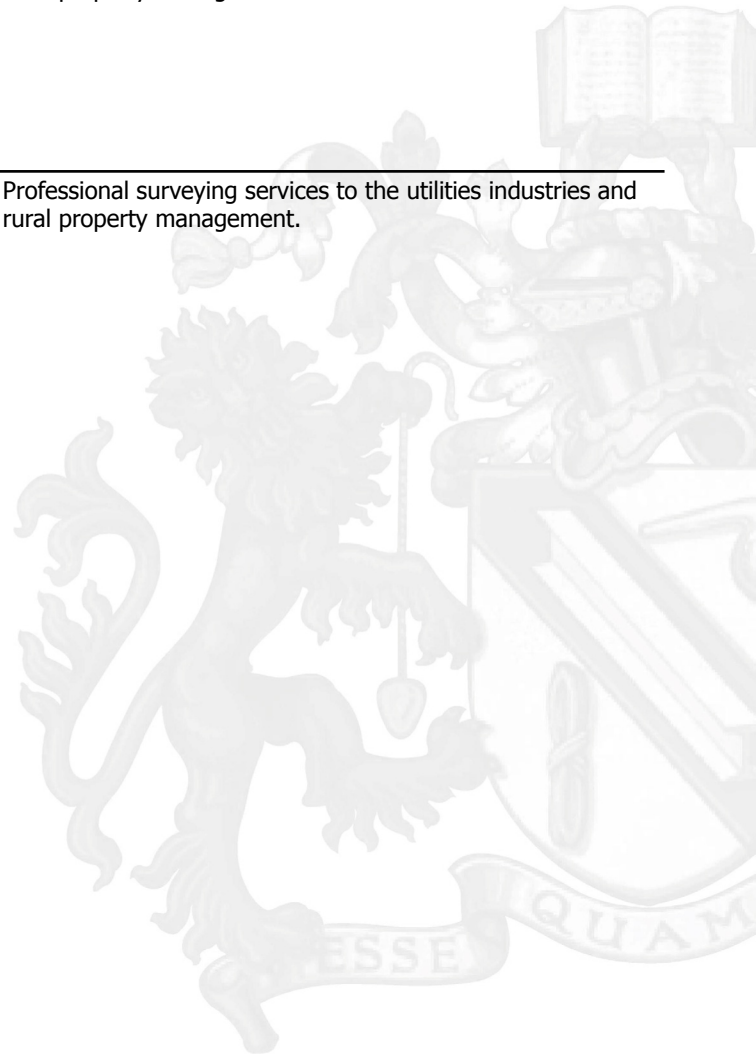 Professional surveying services to the utilities industries and
rural property management.
ESSE
QUAM